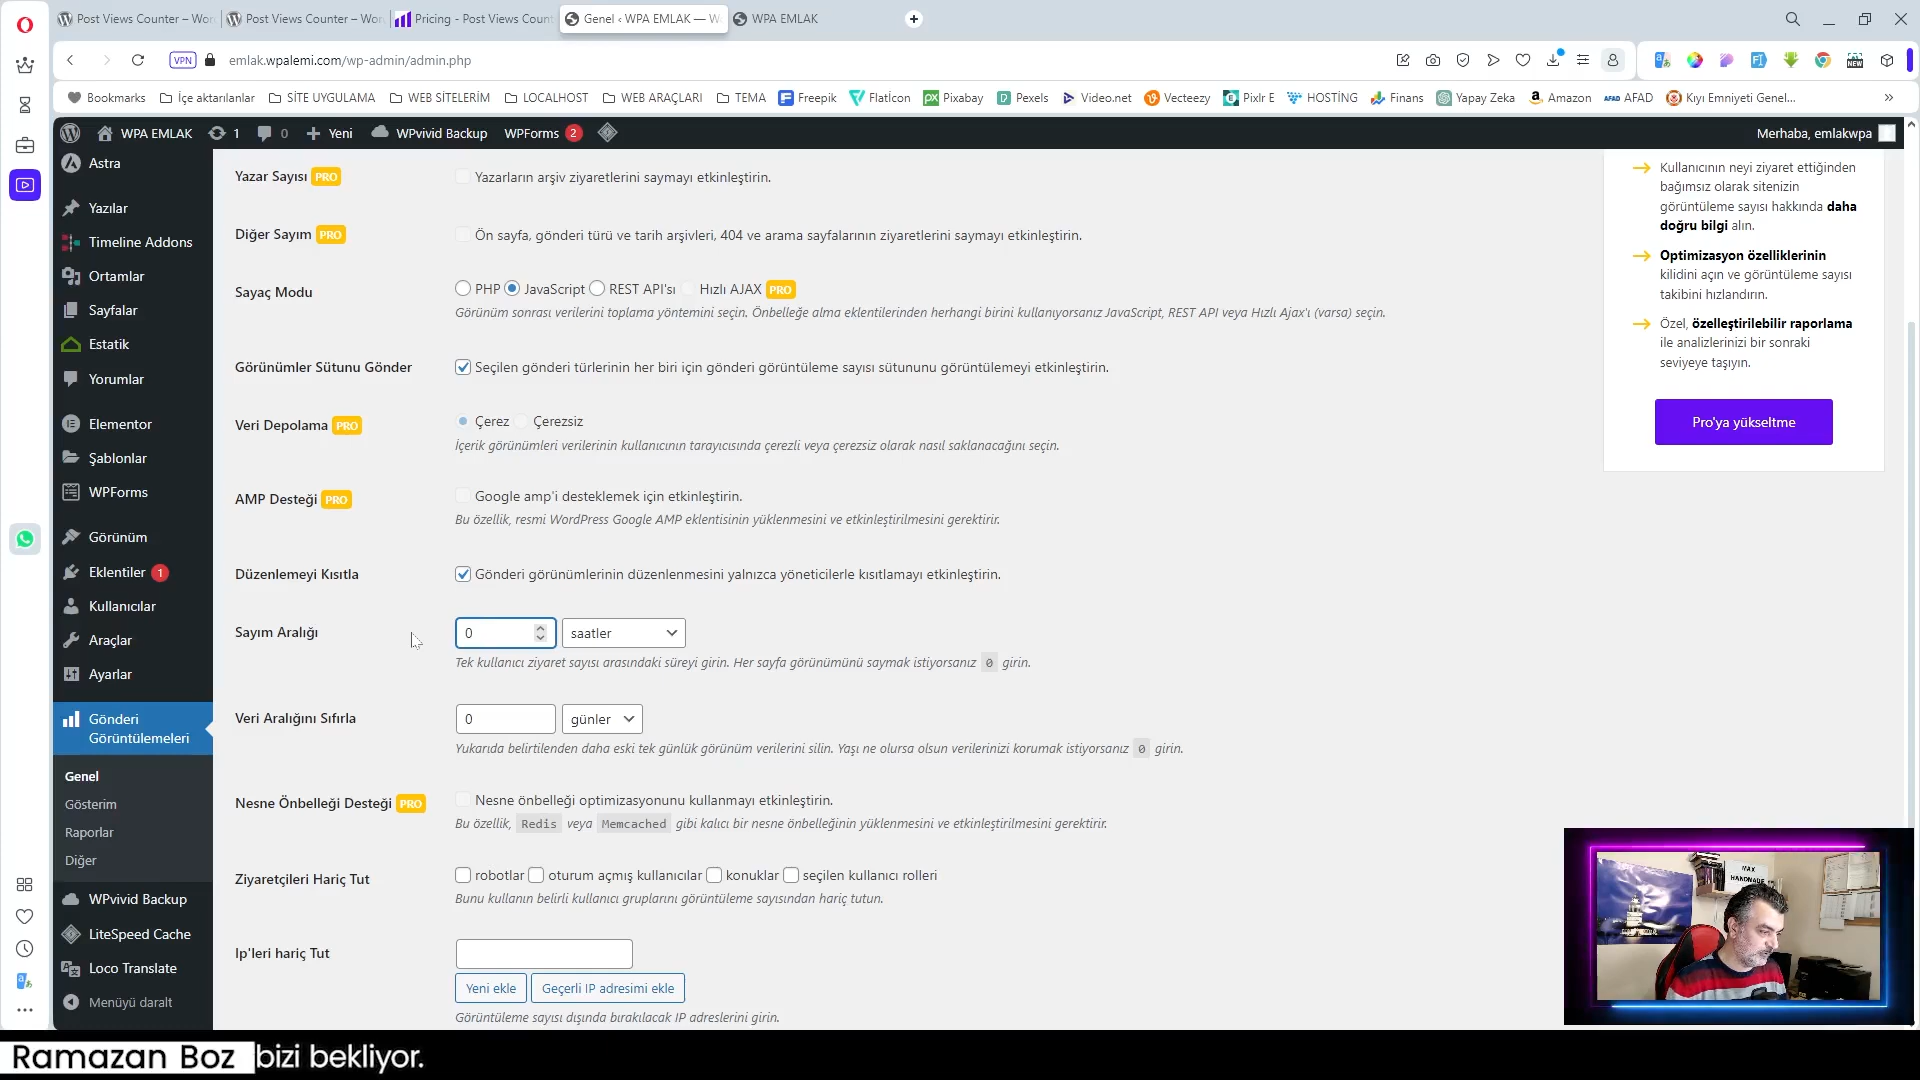 Post Views Counter – Wor
Post Views Counter – Wor
Pricing - Post Views Count
Genel ‹ WPA EMLAK — W
WPA EMLAK
VPN
emlak.wpalemi.com/wp-admin/admin.php
Bookmarks
İçe aktarılanlar
SİTE UYGULAMA
WEB SİTELERİM
LOCALHOST
WEB ARAÇLARI
TEMA
Freepik
Flatİcon
Pixabay
Pexels
Video.net
Vecteezy
Pixlr E
HOSTİNG
Finans
Yapay Zeka
Amazon
AFAD
Kıyı Emniyeti Genel...
WPA EMLAK
1
0
Yeni
WPvivid Backup
WPForms 2
Merhaba, emlakwpa
Astra
Yazılar
Timeline Addons
Ortamlar
Sayfalar
Estatik
Yorumlar
Elementor
Şablonlar
WPForms
Görünüm
Eklentiler 1
Kullanıcılar
Araçlar
Ayarlar
Gönderi
Görüntülemeleri
Genel
Gösterim
Raporlar
Diğer
WPvivid Backup
LiteSpeed Cache
Loco Translate
Menüyü daralt
Yazar Sayısı PRO
Yazarların arşiv ziyaretlerini saymayı etkinleştirin.
Diğer Sayım PRO
Ön sayfa, gönderi türü ve tarih arşivleri, 404 ve arama sayfalarının ziyaretlerini saymayı etkinleştirin.
Sayaç Modu
PHP JavaScript REST API'sı Hızlı AJAX PRO
Görünüm sonrası verilerini toplama yöntemini seçin. Önbelleğe alma eklentilerinden herhangi birini kullanıyorsanız JavaScript, REST API veya Hızlı Ajax'ı (varsa) seçin.
Görünümler Sütunu Gönder
Seçilen gönderi türlerinin her biri için gönderi görüntüleme sayısı sütununu görüntülemeyi etkinleştirin.
Veri Depolama PRO
Çerez Çerezsiz
İçerik görünümleri verilerinin kullanıcının tarayıcısında çerezli veya çerezsiz olarak nasıl saklanacağını seçin.
AMP Desteği PRO
Google amp'i desteklemek için etkinleştirin.
Bu özellik, resmi WordPress Google AMP eklentisinin yüklenmesini ve etkinleştirilmesini gerektirir.
Düzenlemeyi Kısıtla
Gönderi görünümlerinin düzenlenmesini yalnızca yöneticilerle kısıtlamayı etkinleştirin.
Sayım Aralığı
0
saatler
Tek kullanıcı ziyaret sayısı arasındaki süreyi girin. Her sayfa görünümünü saymak istiyorsanız 0 girin.
Veri Aralığını Sıfırla
0
günler
Yukarıda belirtilenden daha eski tek günlük görünüm verilerini silin. Yaşı ne olursa olsun verilerinizi korumak istiyorsanız 0 girin.
Nesne Önbelleği Desteği PRO
Nesne önbelleği optimizasyonunu kullanmayı etkinleştirin.
Bu özellik, Redis veya Memcached gibi kalıcı bir nesne önbelleğinin yüklenmesini ve etkinleştirilmesini gerektirir.
Ziyaretçileri Hariç Tut
robotlar oturum açmış kullanıcılar konuklar seçilen kullanıcı rolleri
Bunu kullanın belirli kullanıcı gruplarını görüntüleme sayısından hariç tutun.
Ip'leri hariç Tut
Yeni ekle
Geçerli IP adresimi ekle
Görüntüleme sayısı dışında bırakılacak IP adreslerini girin.
Kullanıcının neyi ziyaret ettiğinden
bağımsız olarak sitenizin
görüntüleme sayısı hakkında daha
doğru bilgi alın.
Optimizasyon özelliklerinin
kilidini açın ve görüntüleme sayısı
takibini hızlandırın.
Özel, özelleştirilebilir raporlama
ile analizlerinizi bir sonraki
seviyeye taşıyın.
Pro'ya yükseltme
MAX
HANDMADE
Ramazan Boz bizi bekliyor.